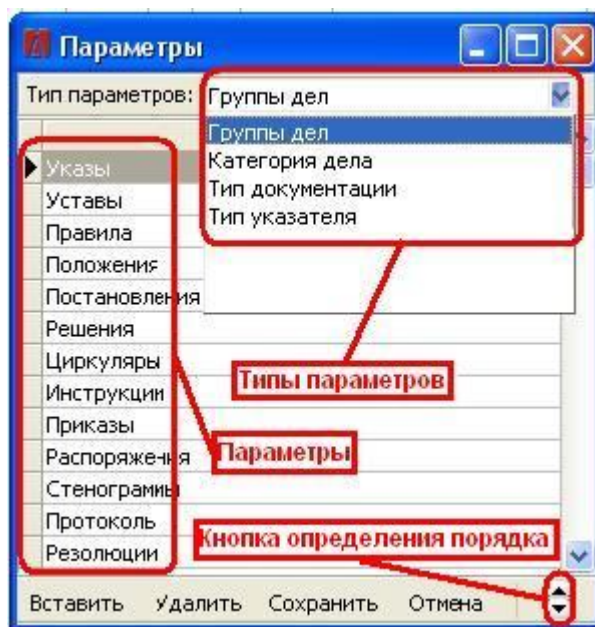 Параметры
Тип параметров: Группы дел
Группы дел
Категория дела
Тип документации
Тип указателя
Указы
Уставы
Правила
Положения
Постановления
Решения
Циркуляры
Инструкции
Приказы
Распоряжения
Стенограммы
Протоколь
Резолюции
Типы параметров
Параметры
Кнопка определения порядка
Вставить Удалить Сохранить Отмена